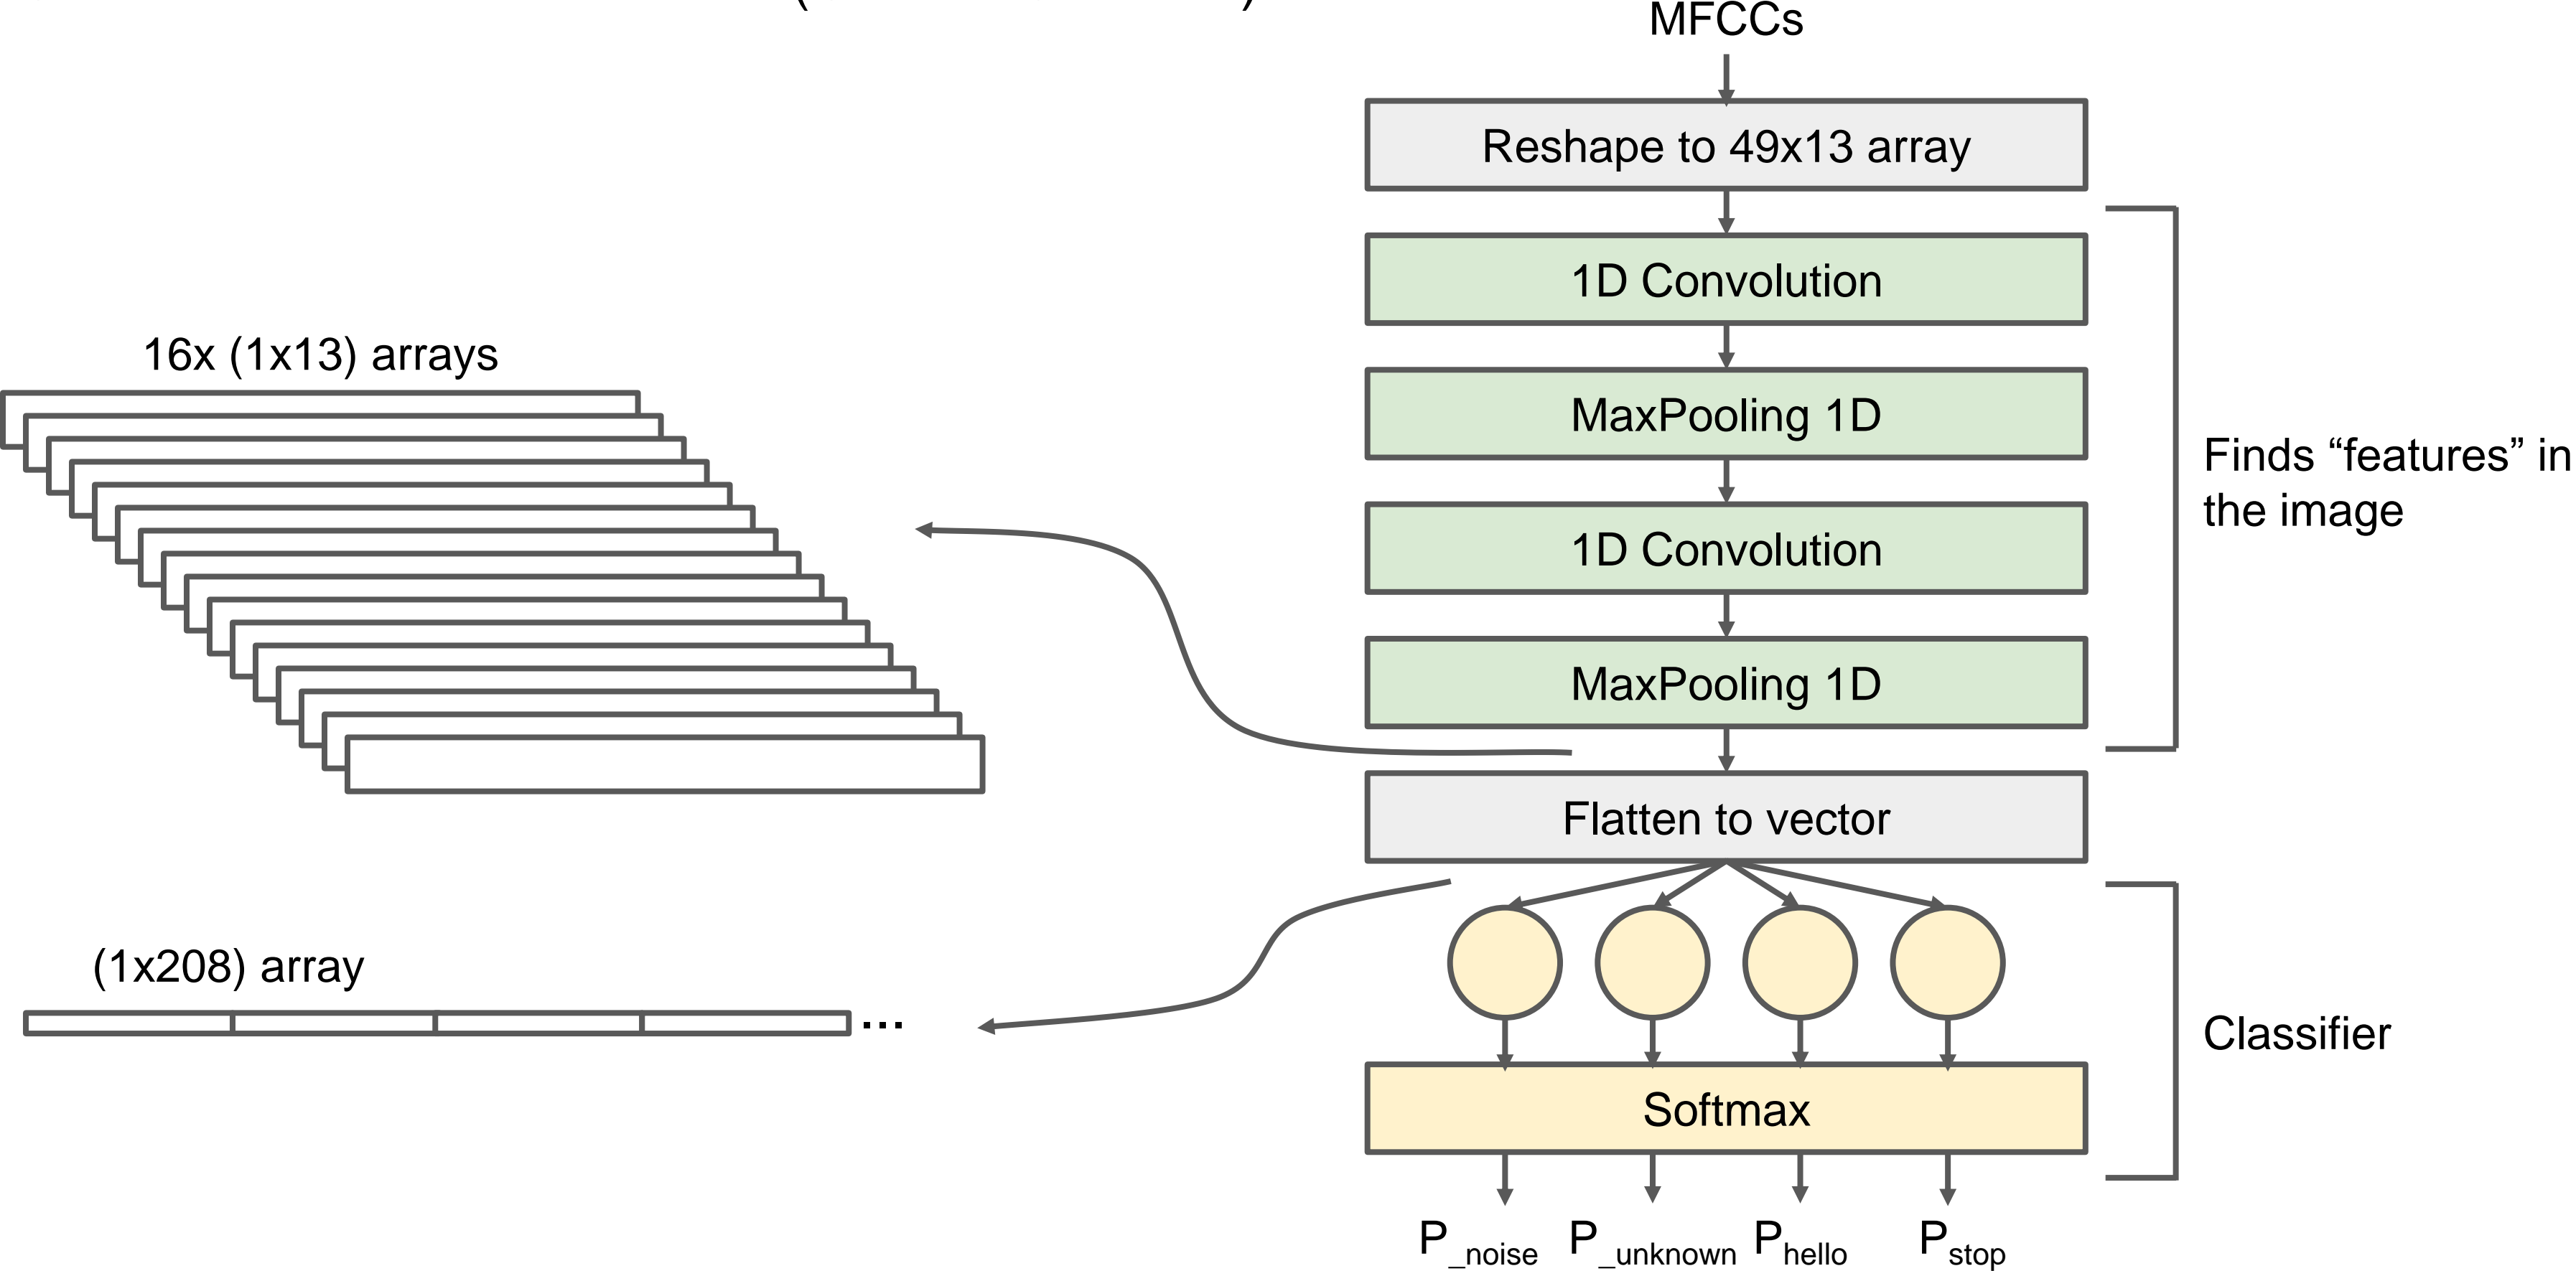 MFCCs
Reshape to 49x13 array
1D Convolution
MaxPooling 1D
1D Convolution
MaxPooling 1D
Finds “features” in
the image
16x (1x13) arrays
Flatten to vector
(1x208) array
...
Classifier
Softmax
P_noise P_unknown Phello Pstop